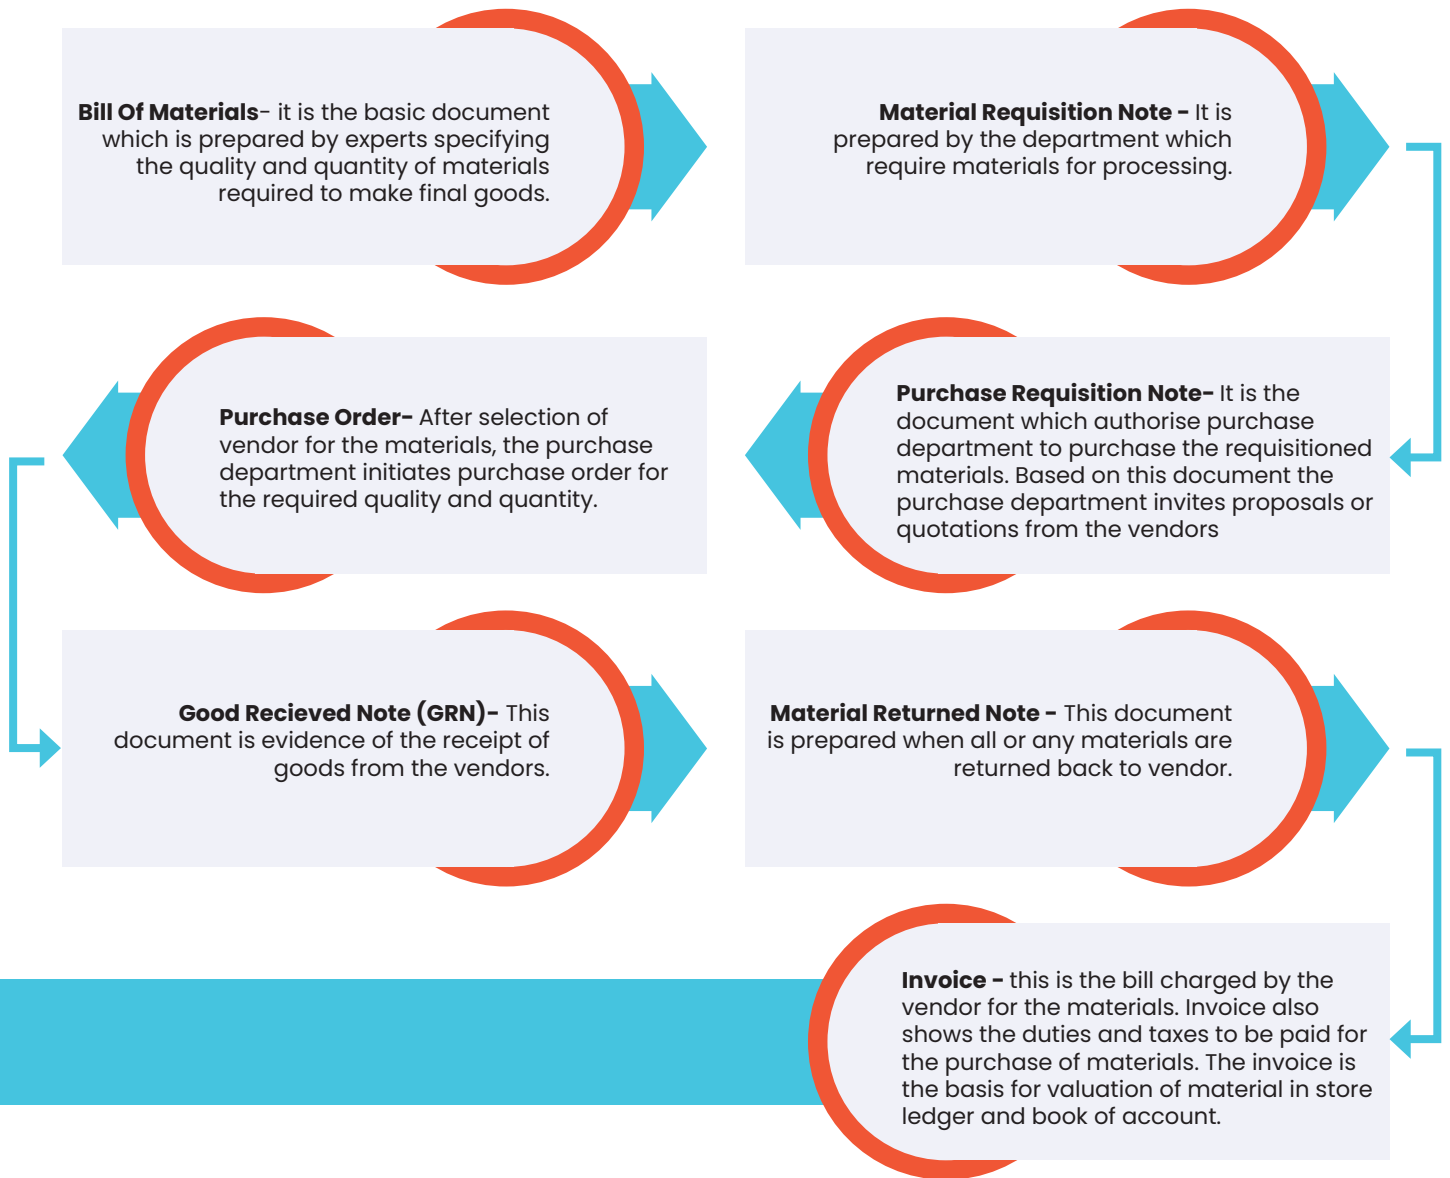 Bill Of Materials- it is the basic document
which is prepared by experts specifying
the quality and quantity of materials
required to make final goods.
Material Requisition Note - It is
prepared by the department which
require materials for processing.
Purchase Requisition Note- It is the
document which authorise purchase
department to purchase the requisitioned
materials. Based on this document the
purchase department invites proposals or
quotations from the vendors
Purchase Order- After selection of
vendor for the materials, the purchase
department initiates purchase order for
the required quality and quantity.
Good Recieved Note (GRN)- This
document is evidence of the receipt of
goods from the vendors.
Material Returned Note - This document
is prepared when all or any materials are
returned back to vendor.
Invoice - this is the bill charged by the
vendor for the materials. Invoice also
shows the duties and taxes to be paid for
the purchase of materials. The invoice is
the basis for valuation of material in store
ledger and book of account.